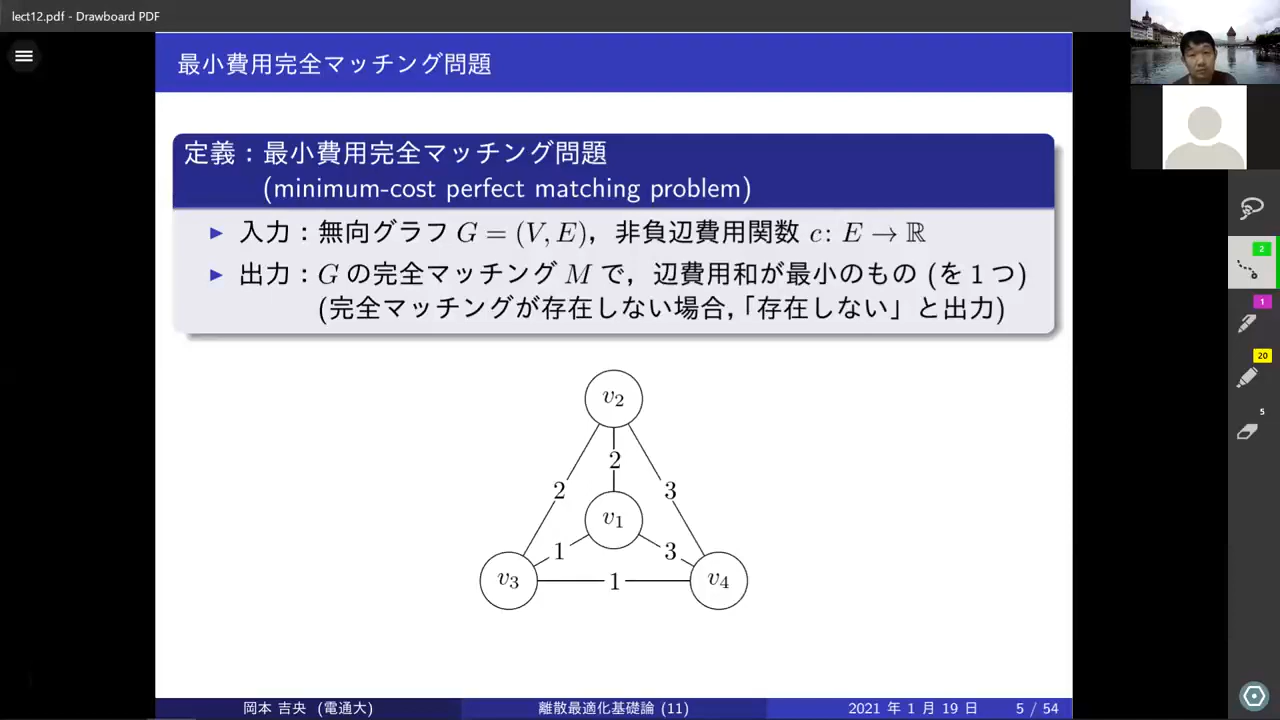 lect12.pdf - Drawboard PDF
最小費用完全マッチング問題
定義：最小費用完全マッチング問題
(minimum-cost perfect matching problem)
▶ 入力：無向グラフ G = (V, E)，非負辺費用関数 c: E → ℝ
▶ 出力：G の完全マッチング M で，辺費用和が最小のもの (を 1 つ)
(完全マッチングが存在しない場合，「存在しない」と出力)
v₂
2
2
3
v₁
1
3
v₃
1
v₄
2
1
20
5
岡本 吉央 (電通大)
離散最適化基礎論 (11)
2021 年 1 月 19 日
5 / 54